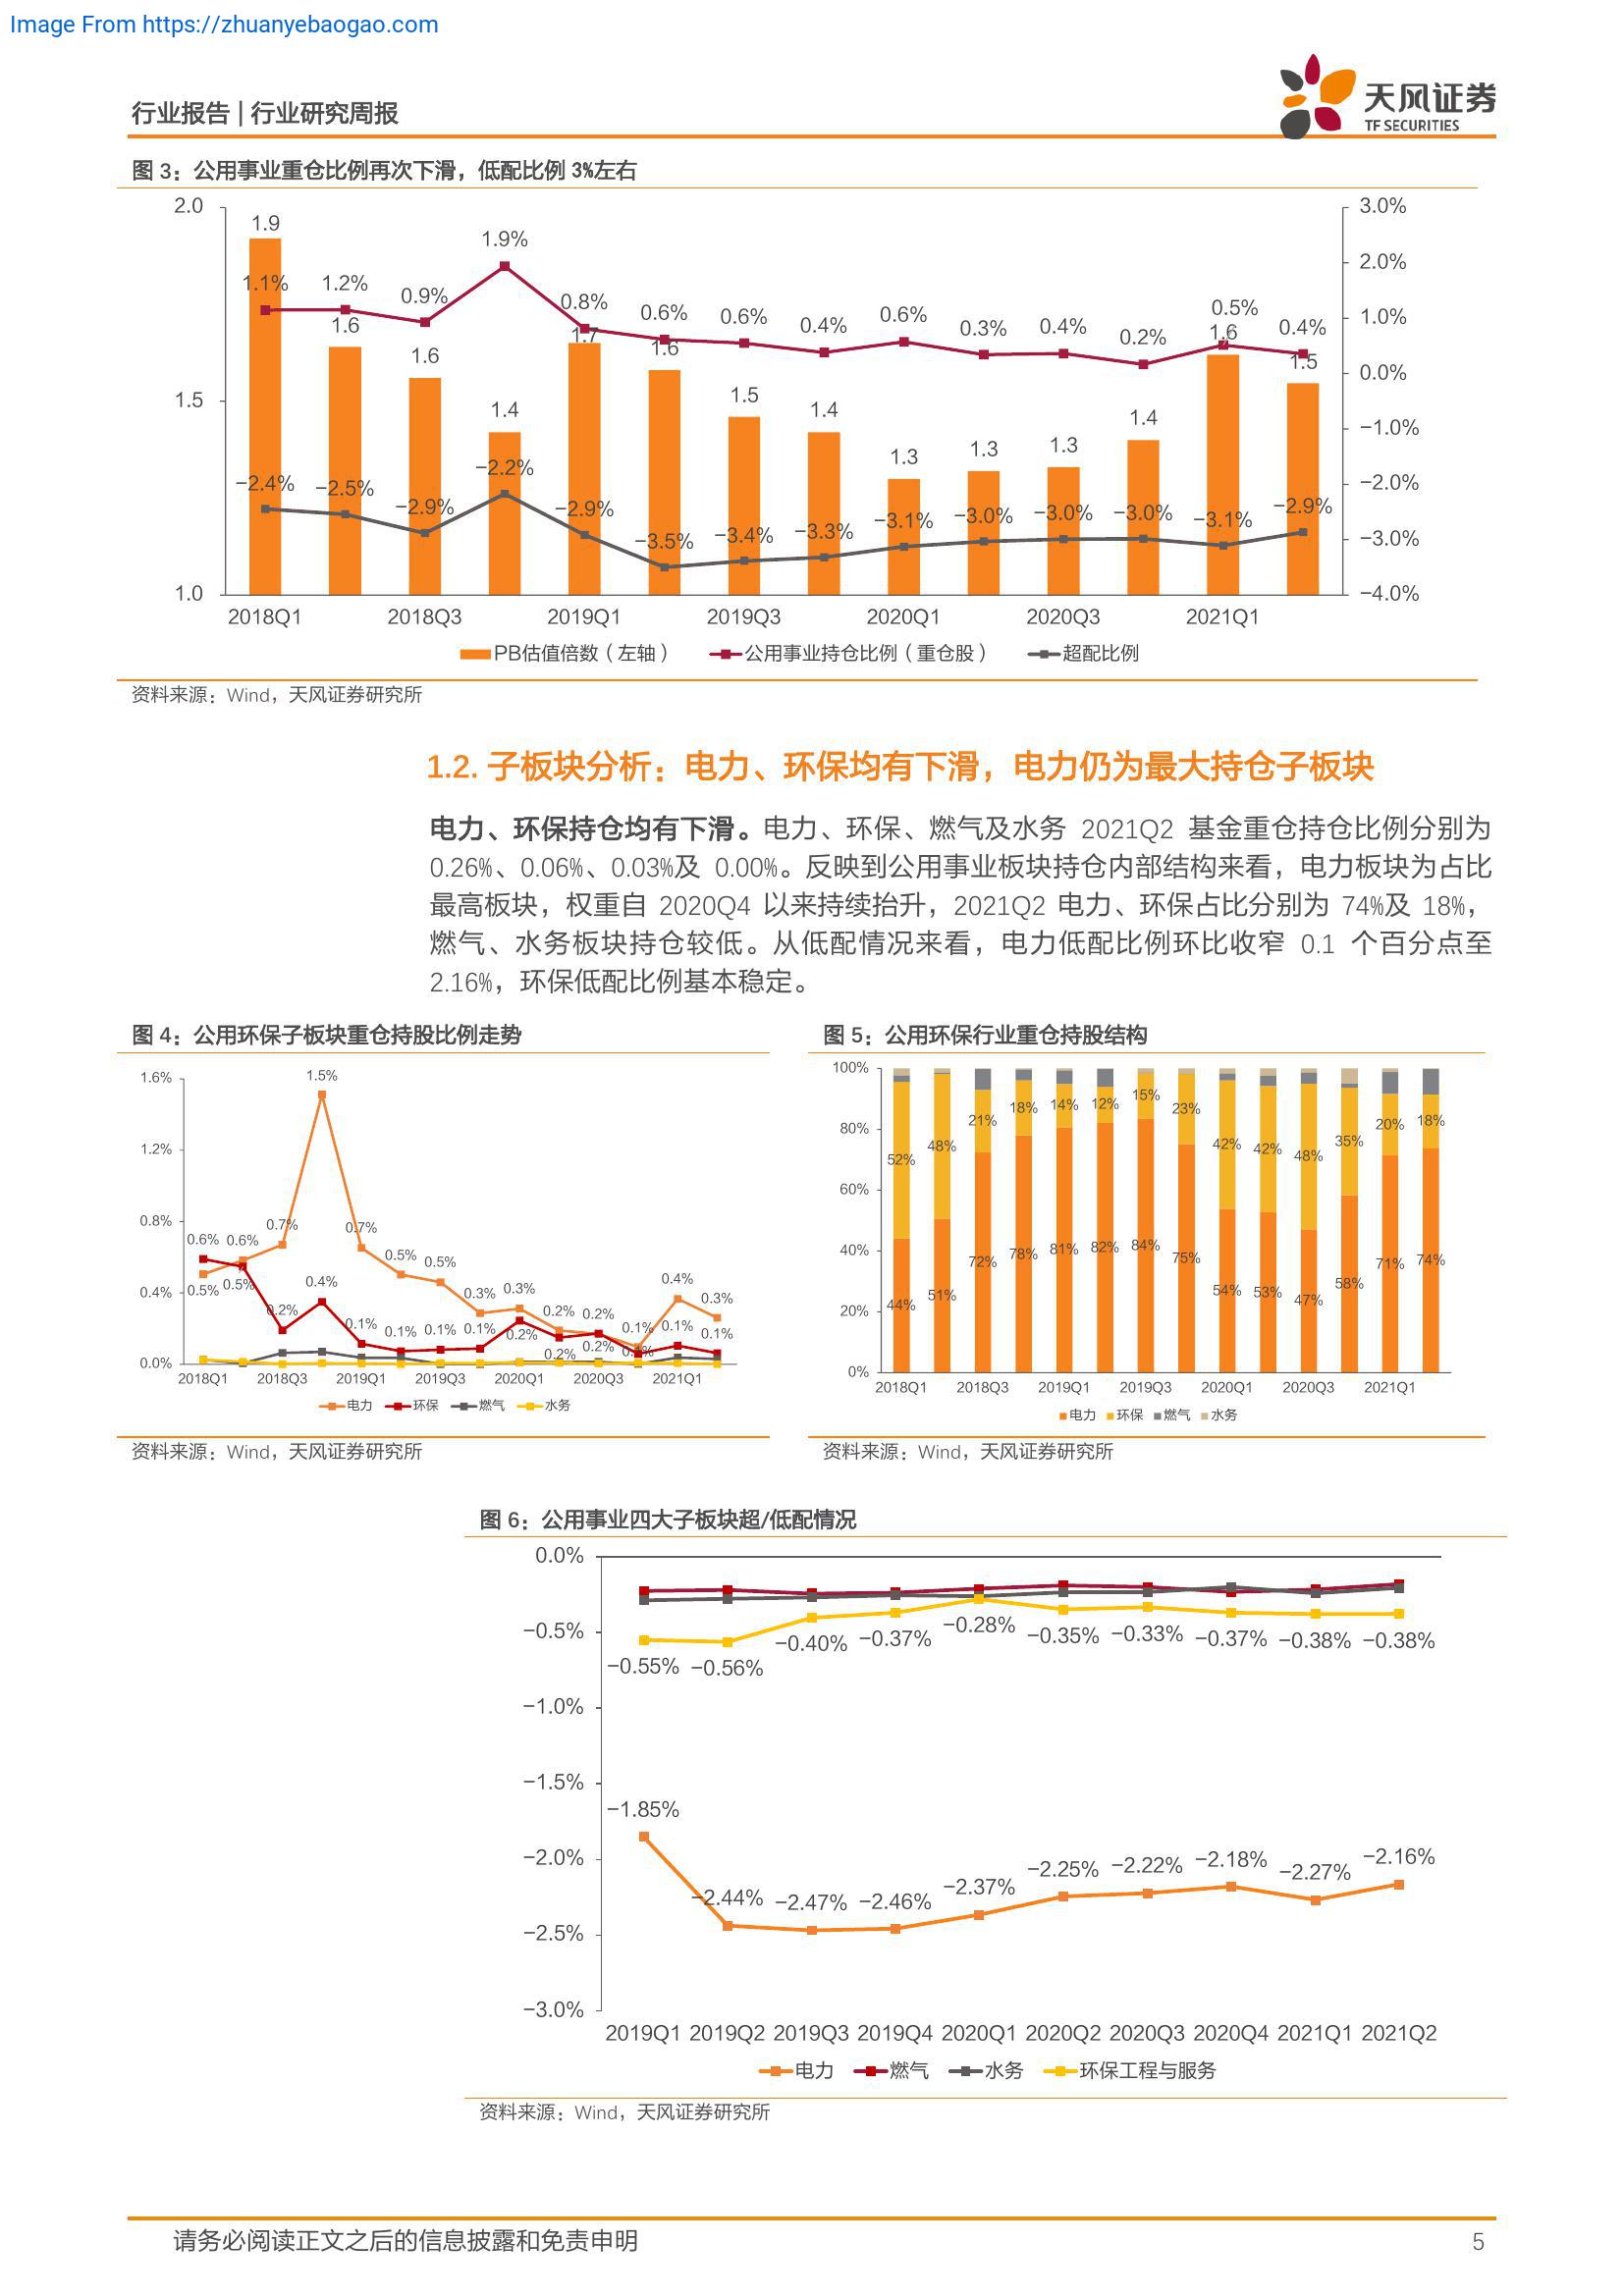 Image From https://zhuanyebaogao.com
行业报告 | 行业研究周报
天风证券
TF SECURITIES
图 3：公用事业重仓比例再次下滑，低配比例 3%左右
2.0
1.5
1.0
3.0%
2.0%
1.0%
0.0%
−1.0%
−2.0%
−3.0%
−4.0%
1.9 1.6 1.6 1.4 1.7 1.6 1.5 1.4 1.3 1.3 1.3 1.4 1.6 1.5
1.1% 1.2% 0.9% 1.9% 0.8% 0.6% 0.6% 0.4% 0.6% 0.3% 0.4% 0.2% 0.5% 0.4%
−2.4% −2.5% −2.9% −2.2% −2.9% −3.5% −3.4% −3.3% −3.1% −3.0% −3.0% −3.0% −3.1% −2.9%
2018Q1 2018Q3 2019Q1 2019Q3 2020Q1 2020Q3 2021Q1
PB估值倍数（左轴） 公用事业持仓比例（重仓股） 超配比例
资料来源：Wind，天风证券研究所
1.2. 子板块分析：电力、环保均有下滑，电力仍为最大持仓子板块
电力、环保持仓均有下滑。电力、环保、燃气及水务 2021Q2 基金重仓持仓比例分别为
0.26%、0.06%、0.03%及 0.00%。反映到公用事业板块持仓内部结构来看，电力板块为占比
最高板块，权重自 2020Q4 以来持续抬升，2021Q2 电力、环保占比分别为 74%及 18%，
燃气、水务板块持仓较低。从低配情况来看，电力低配比例环比收窄 0.1 个百分点至
2.16%，环保低配比例基本稳定。
图 4：公用环保子板块重仓持股比例走势
1.6%
1.2%
0.8%
0.4%
0.0%
0.5% 0.6% 0.7% 1.5% 0.7% 0.5% 0.5% 0.3% 0.3% 0.2% 0.2% 0.1% 0.4% 0.3%
0.6% 0.5% 0.2% 0.4% 0.1% 0.1% 0.1% 0.1% 0.2% 0.2% 0.2% 0.1% 0.1% 0.1%
2018Q1 2018Q3 2019Q1 2019Q3 2020Q1 2020Q3 2021Q1
电力 环保 燃气 水务
资料来源：Wind，天风证券研究所
图 5：公用环保行业重仓持股结构
100%
80%
60%
40%
20%
0%
52% 48% 21% 18% 14% 12% 15% 23% 42% 42% 48% 35% 20% 18%
44% 51% 72% 78% 81% 82% 84% 75% 54% 53% 47% 58% 71% 74%
2018Q1 2018Q3 2019Q1 2019Q3 2020Q1 2020Q3 2021Q1
电力 环保 燃气 水务
资料来源：Wind，天风证券研究所
图 6：公用事业四大子板块超/低配情况
0.0%
−0.5%
−1.0%
−1.5%
−2.0%
−2.5%
−3.0%
−0.55% −0.56% −0.40% −0.37% −0.28% −0.35% −0.33% −0.37% −0.38% −0.38%
−1.85% −2.44% −2.47% −2.46% −2.37% −2.25% −2.22% −2.18% −2.27% −2.16%
2019Q1 2019Q2 2019Q3 2019Q4 2020Q1 2020Q2 2020Q3 2020Q4 2021Q1 2021Q2
电力 燃气 水务 环保工程与服务
资料来源：Wind，天风证券研究所
请务必阅读正文之后的信息披露和免责申明
5